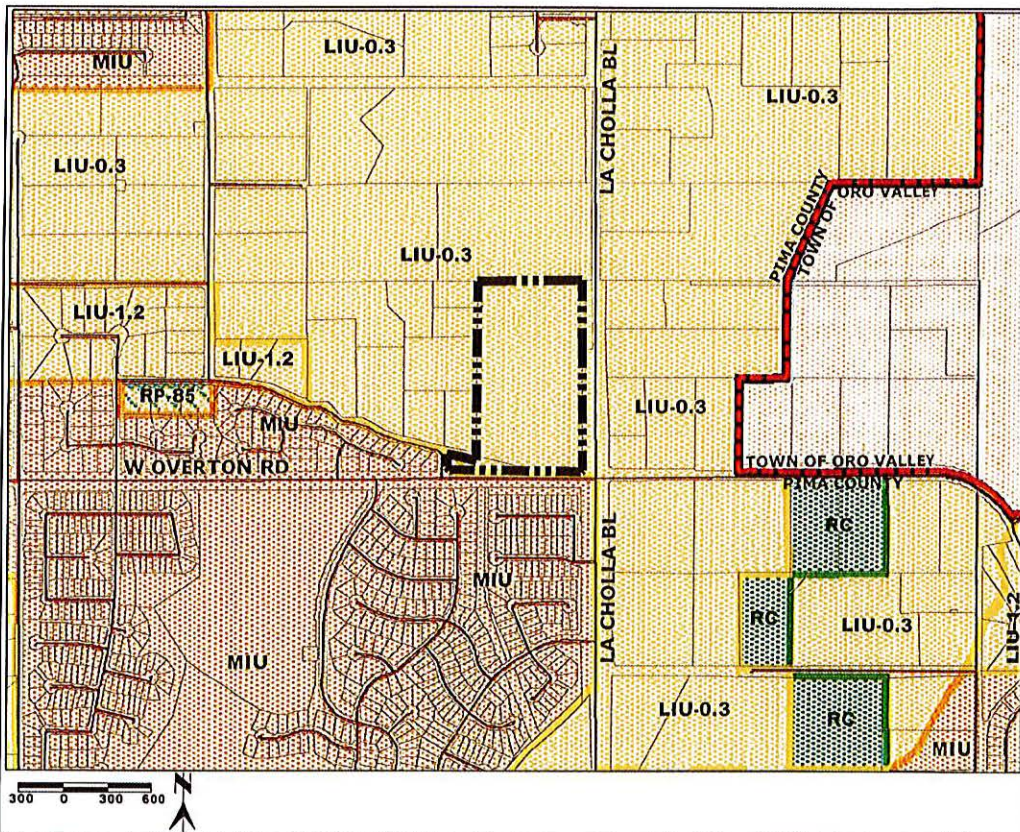 MIU
LIU-0.3
LIU-0.3
LIU-0.3
LA CHOLLA BL
LIU-0.3
PIMA COUNTY
TOWN OF ORO VALLEY
LIU-1.2
LIU-1.2
RP-85
MIU
LIU-0.3
W OVERTON RD
TOWN OF ORO VALLEY
PIMA COUNTY
RC
MIU
LA CHOLLA BL
RC
LIU-0.3
LIU-1.2
MIU
LIU-0.3
RC
MIU
300 0 300 600
N